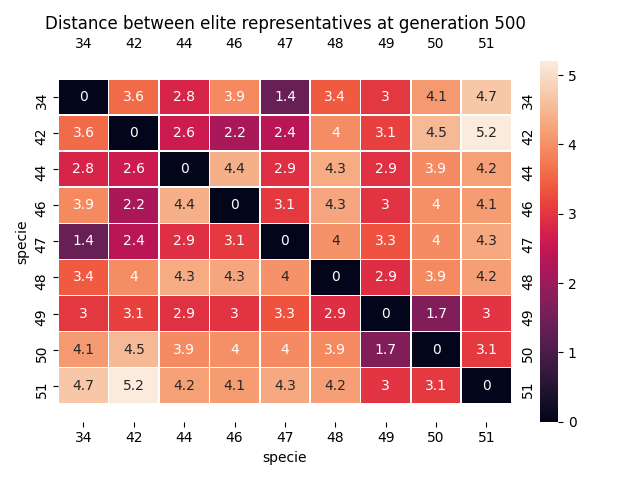 Distance between elite representatives at generation 500
34 42 44 46 47 48 49 50 51
34 0 3.6 2.8 3.9 1.4 3.4 3 4.1 4.7 34
42 3.6 0 2.6 2.2 2.4 4 3.1 4.5 5.2 42
44 2.8 2.6 0 4.4 2.9 4.3 2.9 3.9 4.2 44
46 3.9 2.2 4.4 0 3.1 4.3 3 4 4.1 46
47 1.4 2.4 2.9 3.1 0 4 3.3 4 4.3 47
48 3.4 4 4.3 4.3 4 0 2.9 3.9 4.2 48
49 3 3.1 2.9 3 3.3 2.9 0 1.7 3 49
50 4.1 4.5 3.9 4 4 3.9 1.7 0 3.1 50
51 4.7 5.2 4.2 4.1 4.3 4.2 3 3.1 0 51
34 42 44 46 47 48 49 50 51
specie
specie
5
4
3
2
1
0